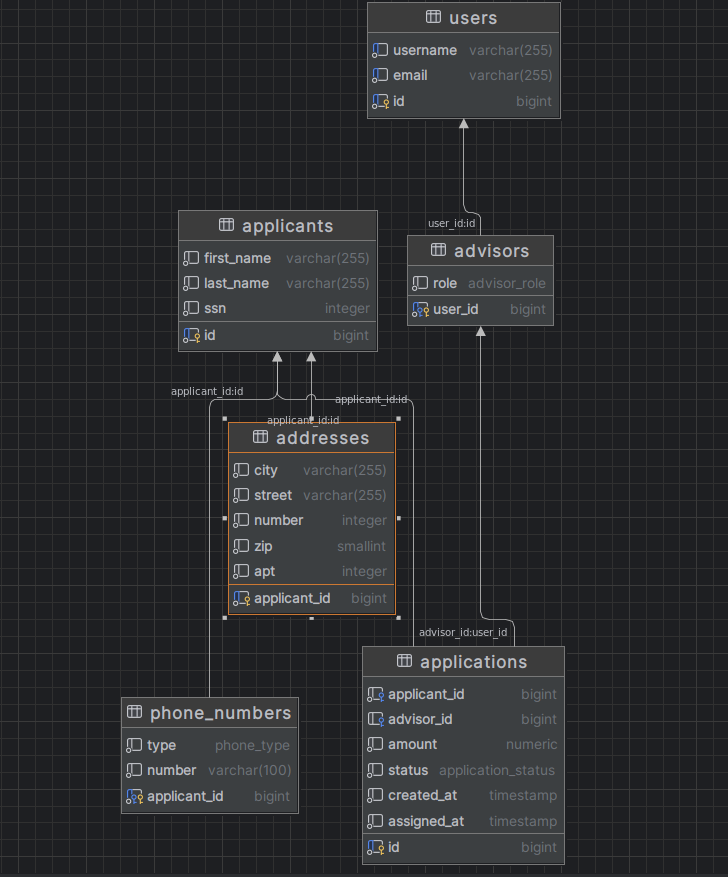 users
username varchar(255)
email varchar(255)
id bigint
user_id:id
applicants
first_name varchar(255)
last_name varchar(255)
ssn integer
id bigint
advisors
role advisor_role
user_id bigint
applicant_id:id
applicant_id:id
applicant_id:id
addresses
city varchar(255)
street varchar(255)
number integer
zip smallint
apt integer
applicant_id bigint
advisor_id:user_id
applications
applicant_id bigint
advisor_id bigint
amount numeric
status application_status
created_at timestamp
assigned_at timestamp
id bigint
phone_numbers
type phone_type
number varchar(100)
applicant_id bigint